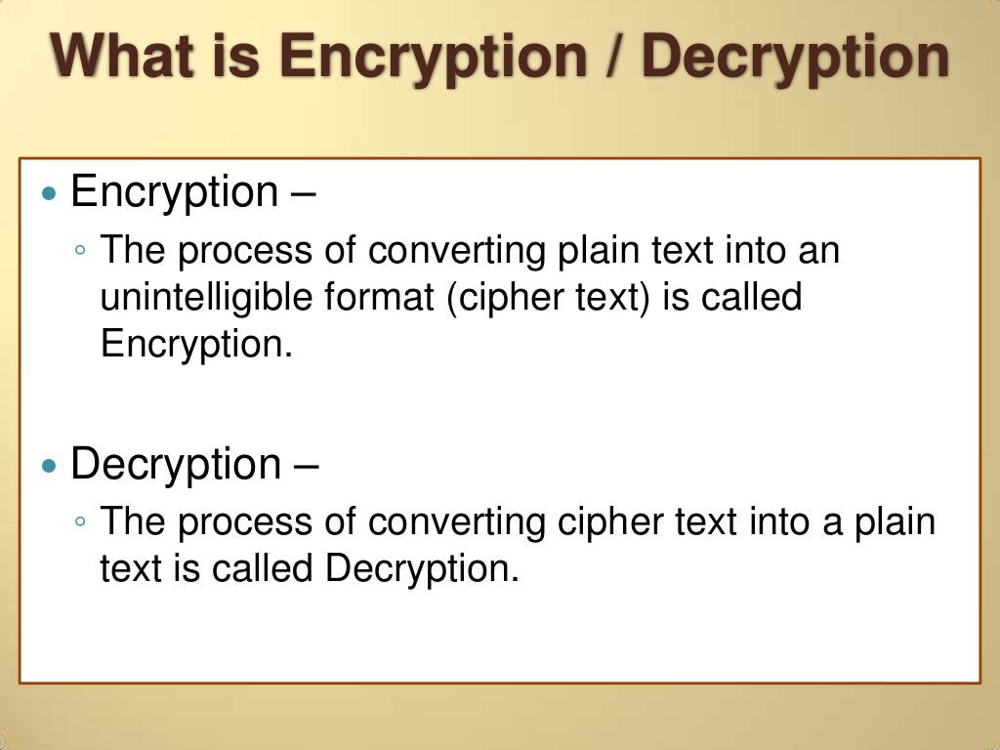 What is Encryption / Decryption
• Encryption –
◦ The process of converting plain text into an
unintelligible format (cipher text) is called
Encryption.
• Decryption –
◦ The process of converting cipher text into a plain
text is called Decryption.